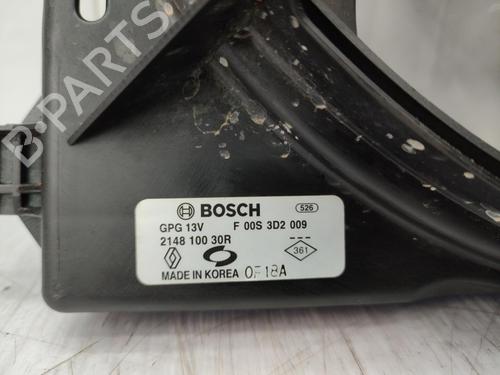 B-PARTS
BOSCH 526
GPG 13V F 00S 3D2 009
2148 100 30R ---
361
MADE IN KOREA 0F18A